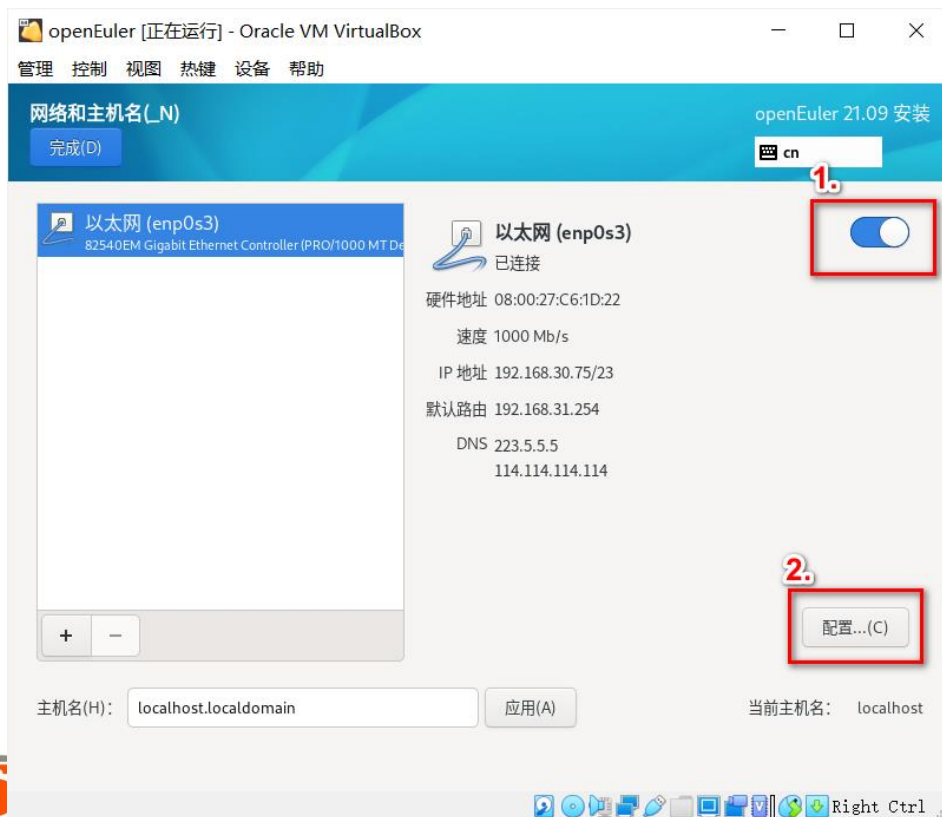 openEuler [正在运行] - Oracle VM VirtualBox
管理 控制 视图 热键 设备 帮助
网络和主机名(_N)
openEuler 21.09 安装
完成(D)
cn
1.
以太网 (enp0s3)
82540EM Gigabit Ethernet Controller (PRO/1000 MT De
以太网 (enp0s3)
已连接
硬件地址 08:00:27:C6:1D:22
速度 1000 Mb/s
IP 地址 192.168.30.75/23
默认路由 192.168.31.254
DNS 223.5.5.5
114.114.114.114
2.
配置...(C)
+ −
主机名(H): localhost.localdomain 应用(A) 当前主机名: localhost
Right Ctrl